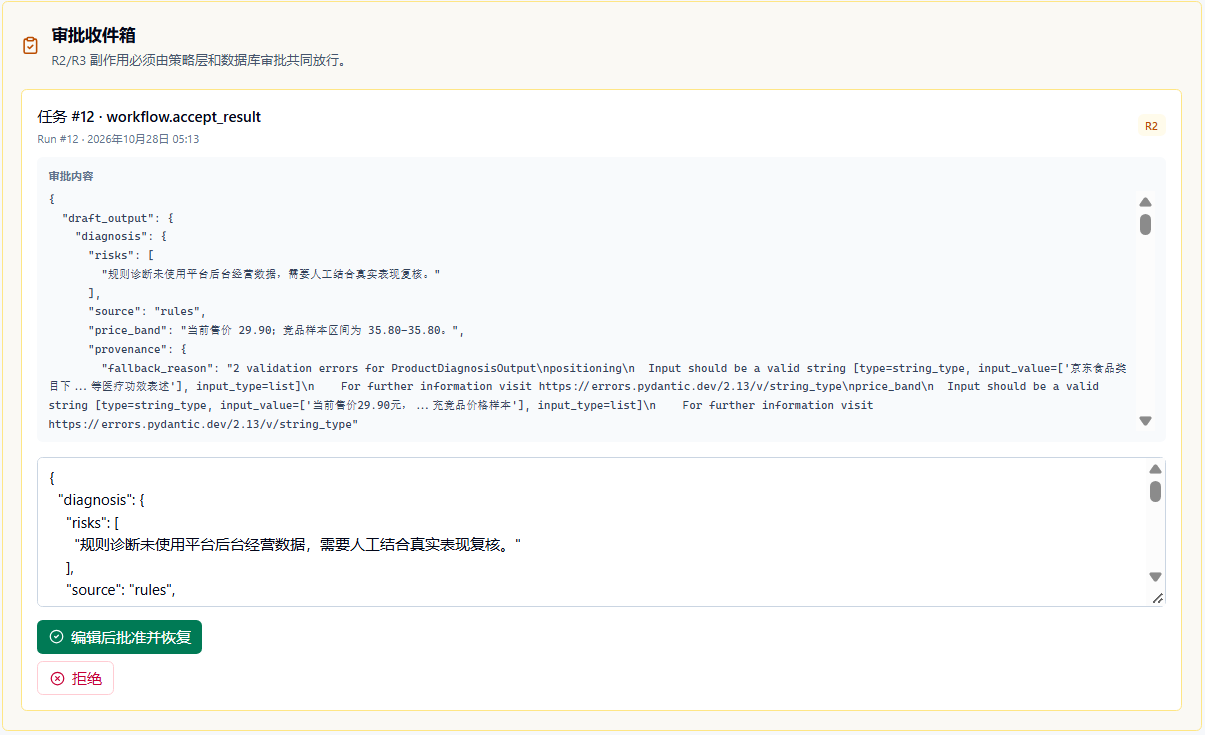 审批收件箱
R2/R3 副作用必须由策略层和数据库审批共同放行。
任务 #12 · workflow.accept_result
R2
Run #12 · 2026年10月28日 05:13
审批内容
{
"draft_output": {
"diagnosis": {
"risks": [
"规则诊断未使用平台后台经营数据，需要人工结合真实表现复核。"
],
"source": "rules",
"price_band": "当前售价 29.90；竞品样本区间为 35.80-35.80。",
"provenance": {
"fallback_reason": "2 validation errors for ProductDiagnosisOutput\npositioning\n  Input should be a valid string [type=string_type, input_value=['京东食品类
目下 ... 等医疗功效表述'], input_type=list]\n    For further information visit https://errors.pydantic.dev/2.13/v/string_type\nprice_band\n  Input should be a valid
string [type=string_type, input_value=['当前售价29.90元， ... 充竞品价格样本'], input_type=list]\n    For further information visit
https://errors.pydantic.dev/2.13/v/string_type"
{
"diagnosis": {
"risks": [
"规则诊断未使用平台后台经营数据，需要人工结合真实表现复核。"
],
"source": "rules",
编辑后批准并恢复
拒绝